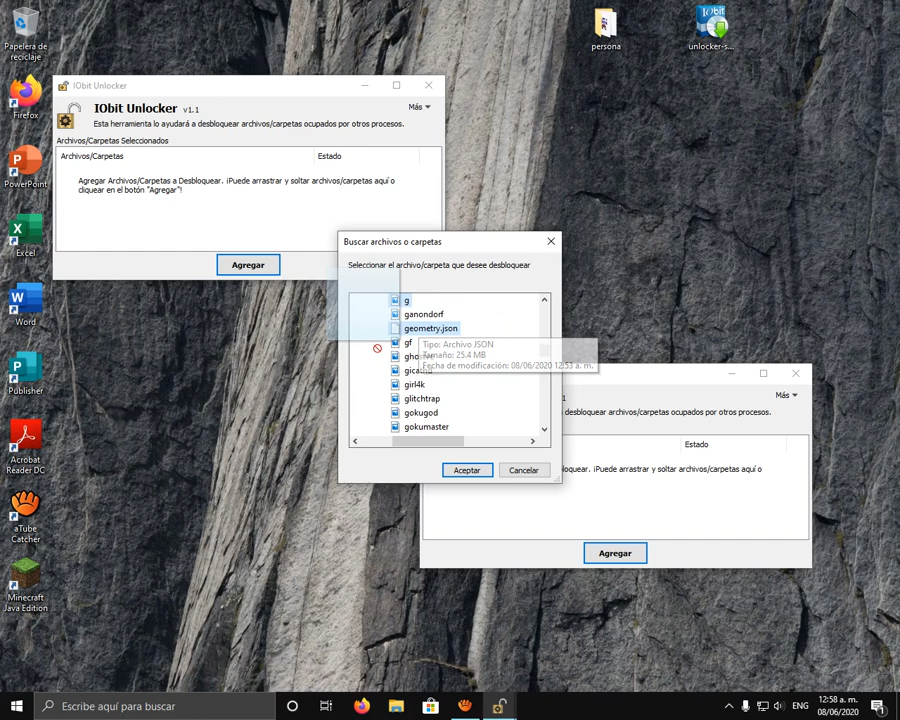 Papelera de
reciclaje
Firefox
PowerPoint
Excel
Word
Publisher
Acrobat
Reader DC
aTube
Catcher
Minecraft
Java Edition
persona
IObit
unlocker-s...
IObit Unlocker
IObit Unlocker v1.1
Más
Esta herramienta lo ayudará a desbloquear archivos/carpetas ocupados por otros procesos.
Archivos/Carpetas Seleccionados
Archivos/Carpetas
Estado
Agregar Archivos/Carpetas a Desbloquear. ¡Puede arrastrar y soltar archivos/carpetas aquí o
cliquear en el botón "Agregar"!
Agregar
Buscar archivos o carpetas
Seleccionar el archivo/carpeta que desee desbloquear
g
ganondorf
geometry.json
gf
Tipo: Archivo JSON
Tamaño: 25.4 MB
Fecha de modificación: 08/06/2020 12:53 a. m.
girl4k
glitchtrap
gokugod
gokumaster
Aceptar
Cancelar
1
Más
desbloquear archivos/carpetas ocupados por otros procesos.
Estado
loquear. ¡Puede arrastrar y soltar archivos/carpetas aquí o
Agregar
Escribe aquí para buscar
ENG
12:58 a. m.
08/06/2020
1